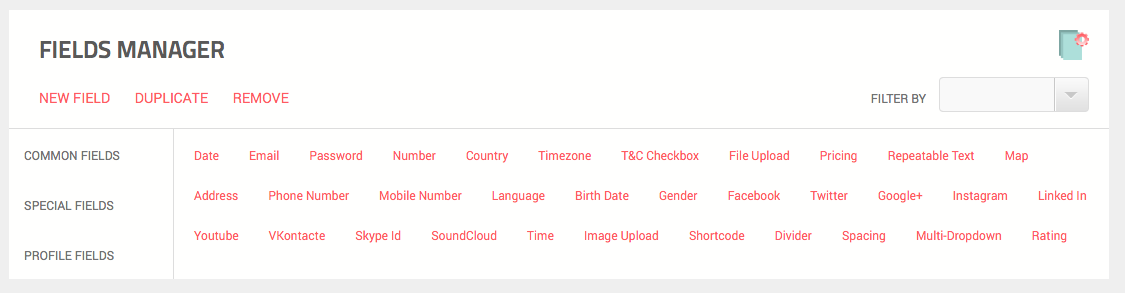 FIELDS MANAGER
NEW FIELD DUPLICATE REMOVE FILTER BY
COMMON FIELDS
SPECIAL FIELDS
PROFILE FIELDS
Date Email Password Number Country Timezone T&C Checkbox File Upload Pricing Repeatable Text Map
Address Phone Number Mobile Number Language Birth Date Gender Facebook Twitter Google+ Instagram Linked In
Youtube VKontacte Skype Id SoundCloud Time Image Upload Shortcode Divider Spacing Multi-Dropdown Rating